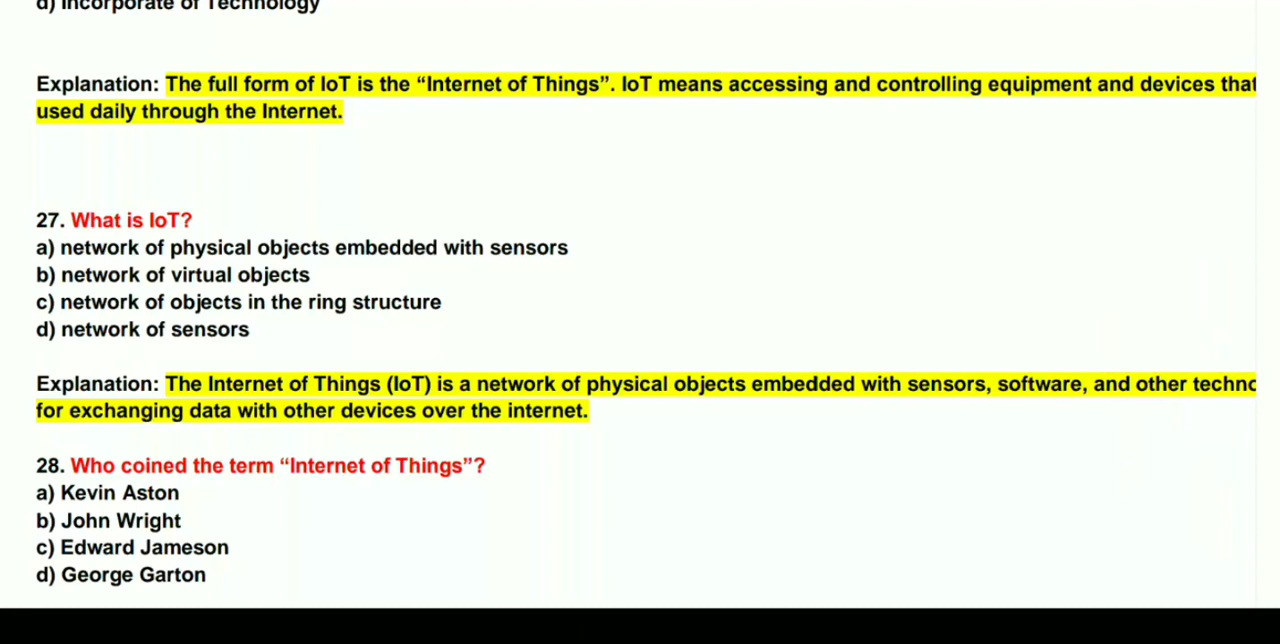 d) Incorporate of Technology
Explanation: The full form of IoT is the “Internet of Things”. IoT means accessing and controlling equipment and devices that
used daily through the Internet.
27. What is IoT?
a) network of physical objects embedded with sensors
b) network of virtual objects
c) network of objects in the ring structure
d) network of sensors
Explanation: The Internet of Things (IoT) is a network of physical objects embedded with sensors, software, and other techno
for exchanging data with other devices over the internet.
28. Who coined the term “Internet of Things”?
a) Kevin Aston
b) John Wright
c) Edward Jameson
d) George Garton